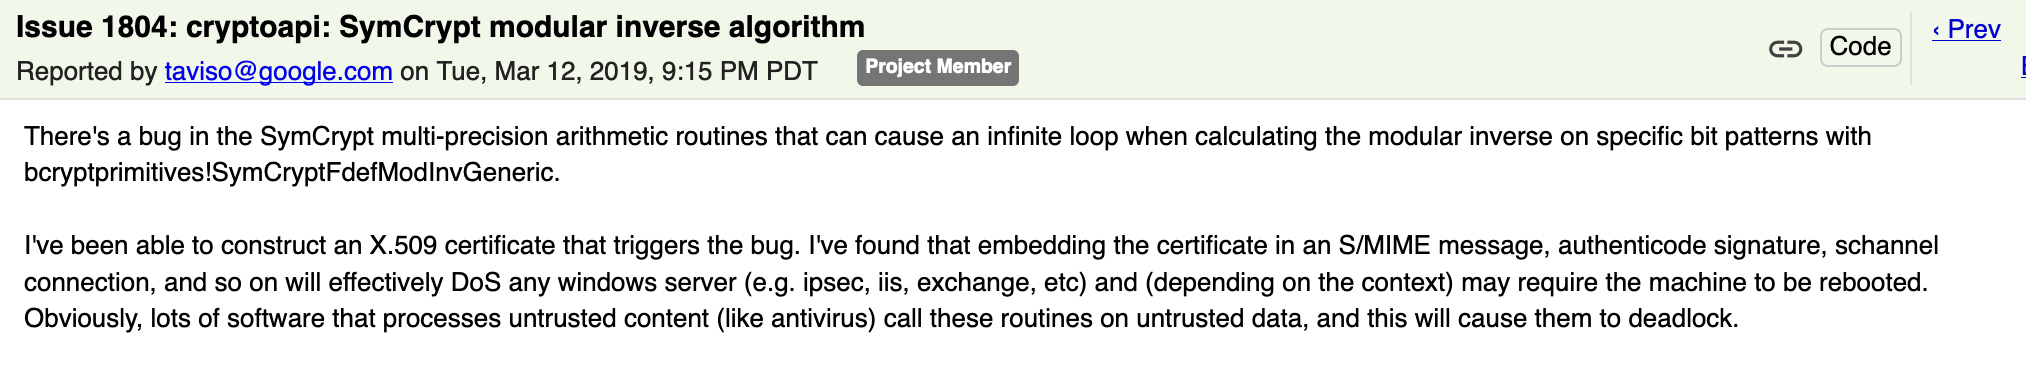 Issue 1804: cryptoapi: SymCrypt modular inverse algorithm
Reported by taviso@google.com on Tue, Mar 12, 2019, 9:15 PM PDT Project Member
Code
‹ Prev
There's a bug in the SymCrypt multi-precision arithmetic routines that can cause an infinite loop when calculating the modular inverse on specific bit patterns with
bcryptprimitives!SymCryptFdefModInvGeneric.
I've been able to construct an X.509 certificate that triggers the bug. I've found that embedding the certificate in an S/MIME message, authenticode signature, schannel
connection, and so on will effectively DoS any windows server (e.g. ipsec, iis, exchange, etc) and (depending on the context) may require the machine to be rebooted.
Obviously, lots of software that processes untrusted content (like antivirus) call these routines on untrusted data, and this will cause them to deadlock.